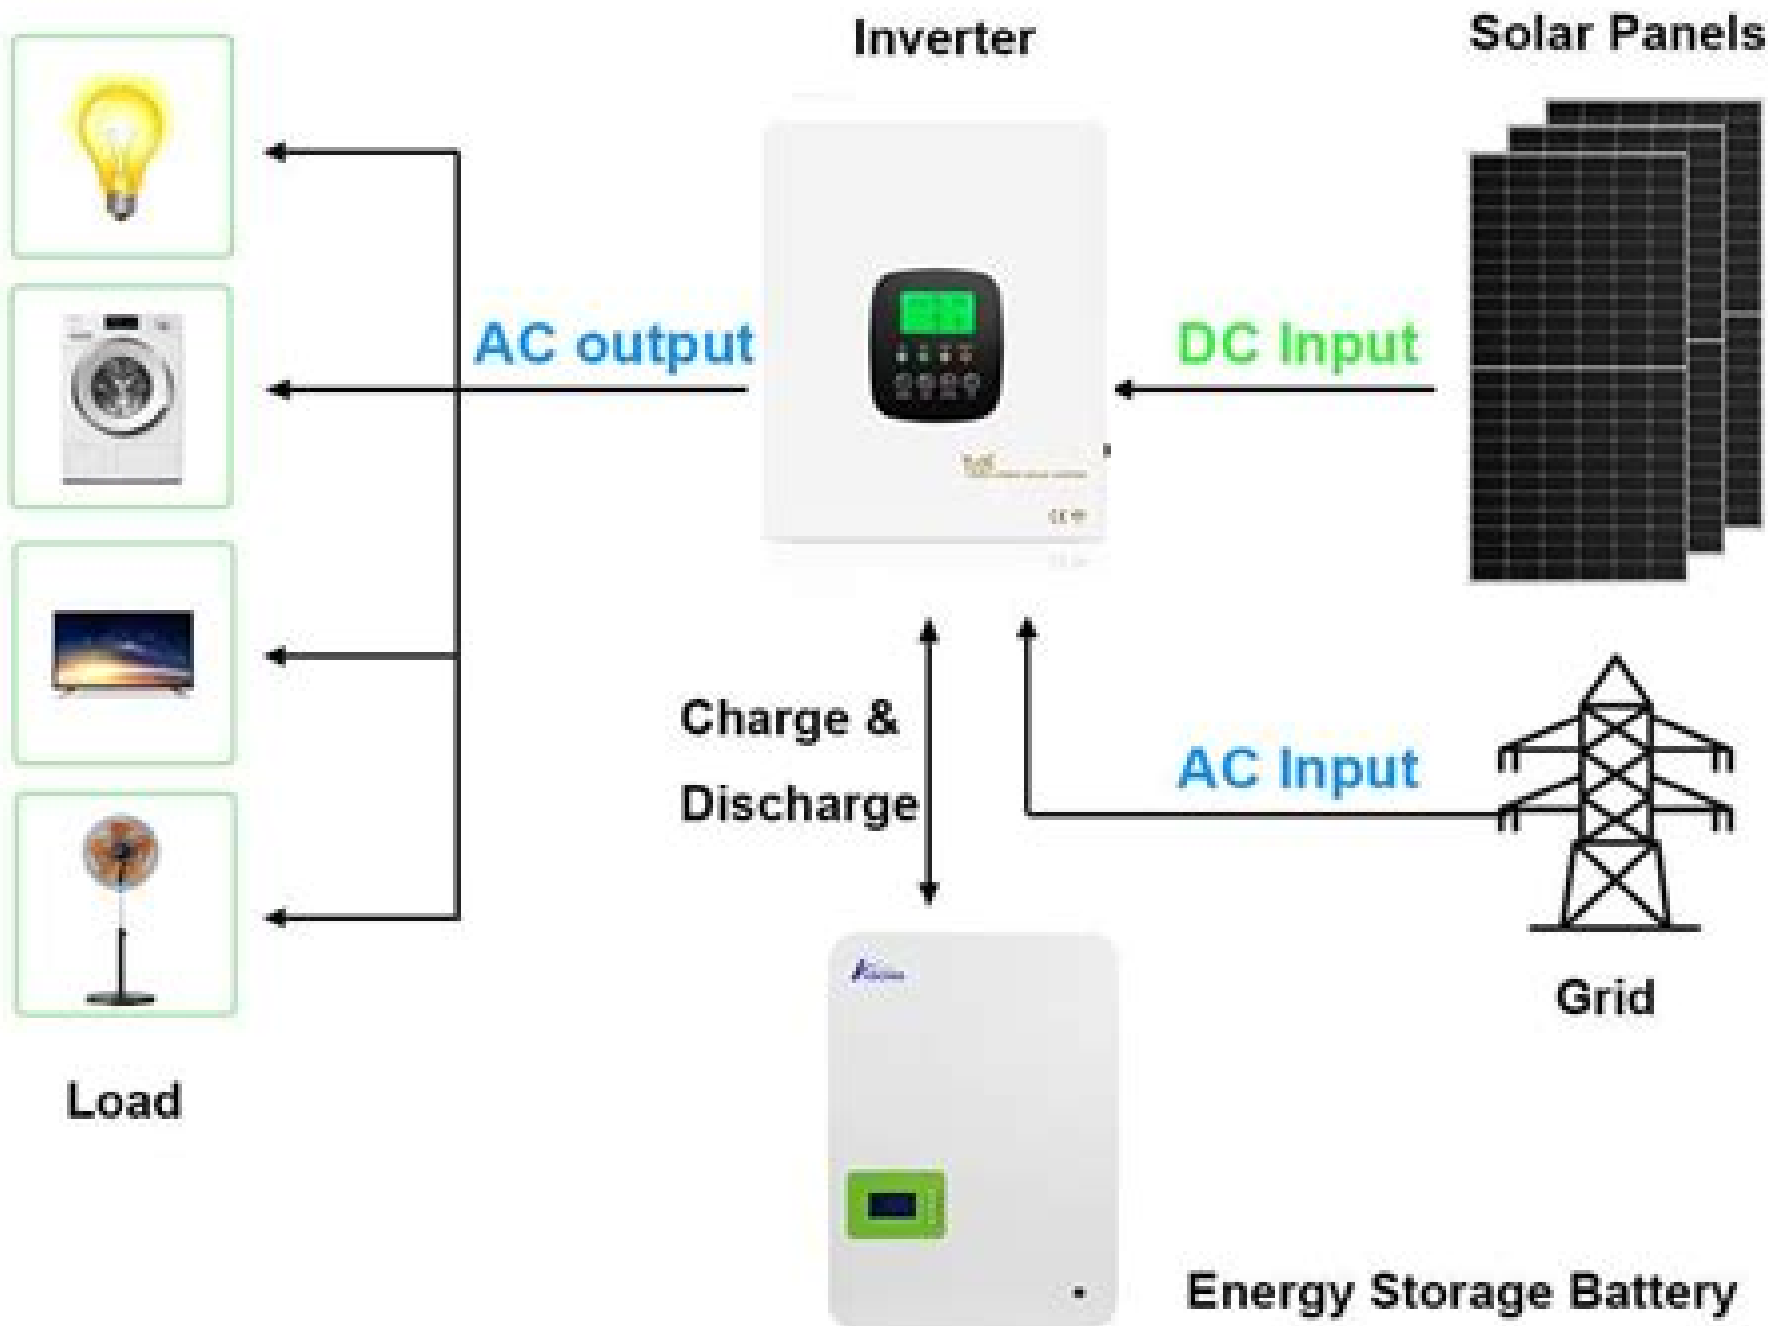 Inverter
Solar Panels
AC output
DC Input
Charge &
Discharge
AC Input
Grid
Load
Energy Storage Battery